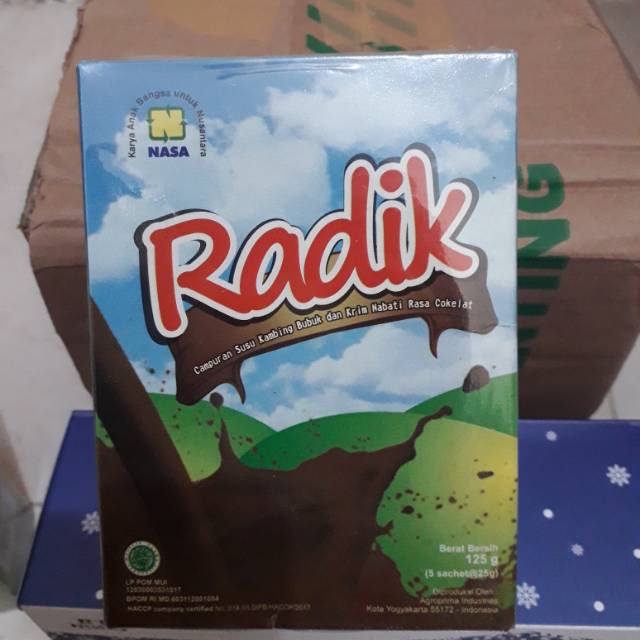 Karya Anak Bangsa untuk Nusantara
NASA
Radik
Campuran Susu Kambing Bubuk dan Krim Nabati Rasa Cokelat
TING
Berat Bersih
125 g
(5 sachet@25g)
LP POM MUI
BPOM RI MD
HACCP company certified
Diproduksi Oleh :
Agroprima Industries
Kota Yogyakarta 55172 - Indonesia